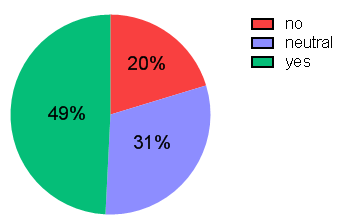 no
neutral
yes
20%
49%
31%